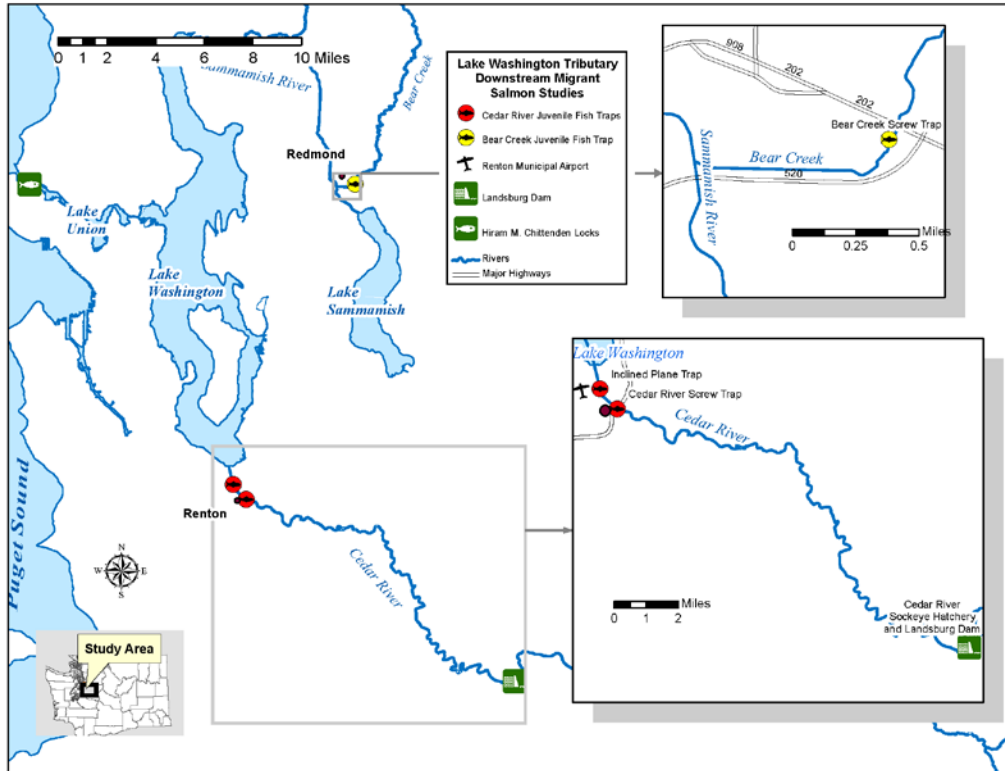 0 1 2 4 6 8 10 Miles
Sammamish River
Bear Creek
Redmond
Lake
Union
Lake
Washington
Lake
Sammamish
Puget Sound
Renton
Cedar River
N
W E
S
Study Area
Lake Washington Tributary
Downstream Migrant
Salmon Studies
Cedar River Juvenile Fish Traps
Bear Creek Juvenile Fish Trap
Renton Municipal Airport
Landsburg Dam
Hiram M. Chittenden Locks
Rivers
Major Highways
908
202
202
Bear Creek Screw Trap
Bear Creek
520
Sammamish River
Miles
0 0.25 0.5
Lake Washington
Inclined Plane Trap
Cedar River Screw Trap
Cedar River
Miles
0 1 2
Cedar River
Sockeye Hatchery
and Landsburg Dam